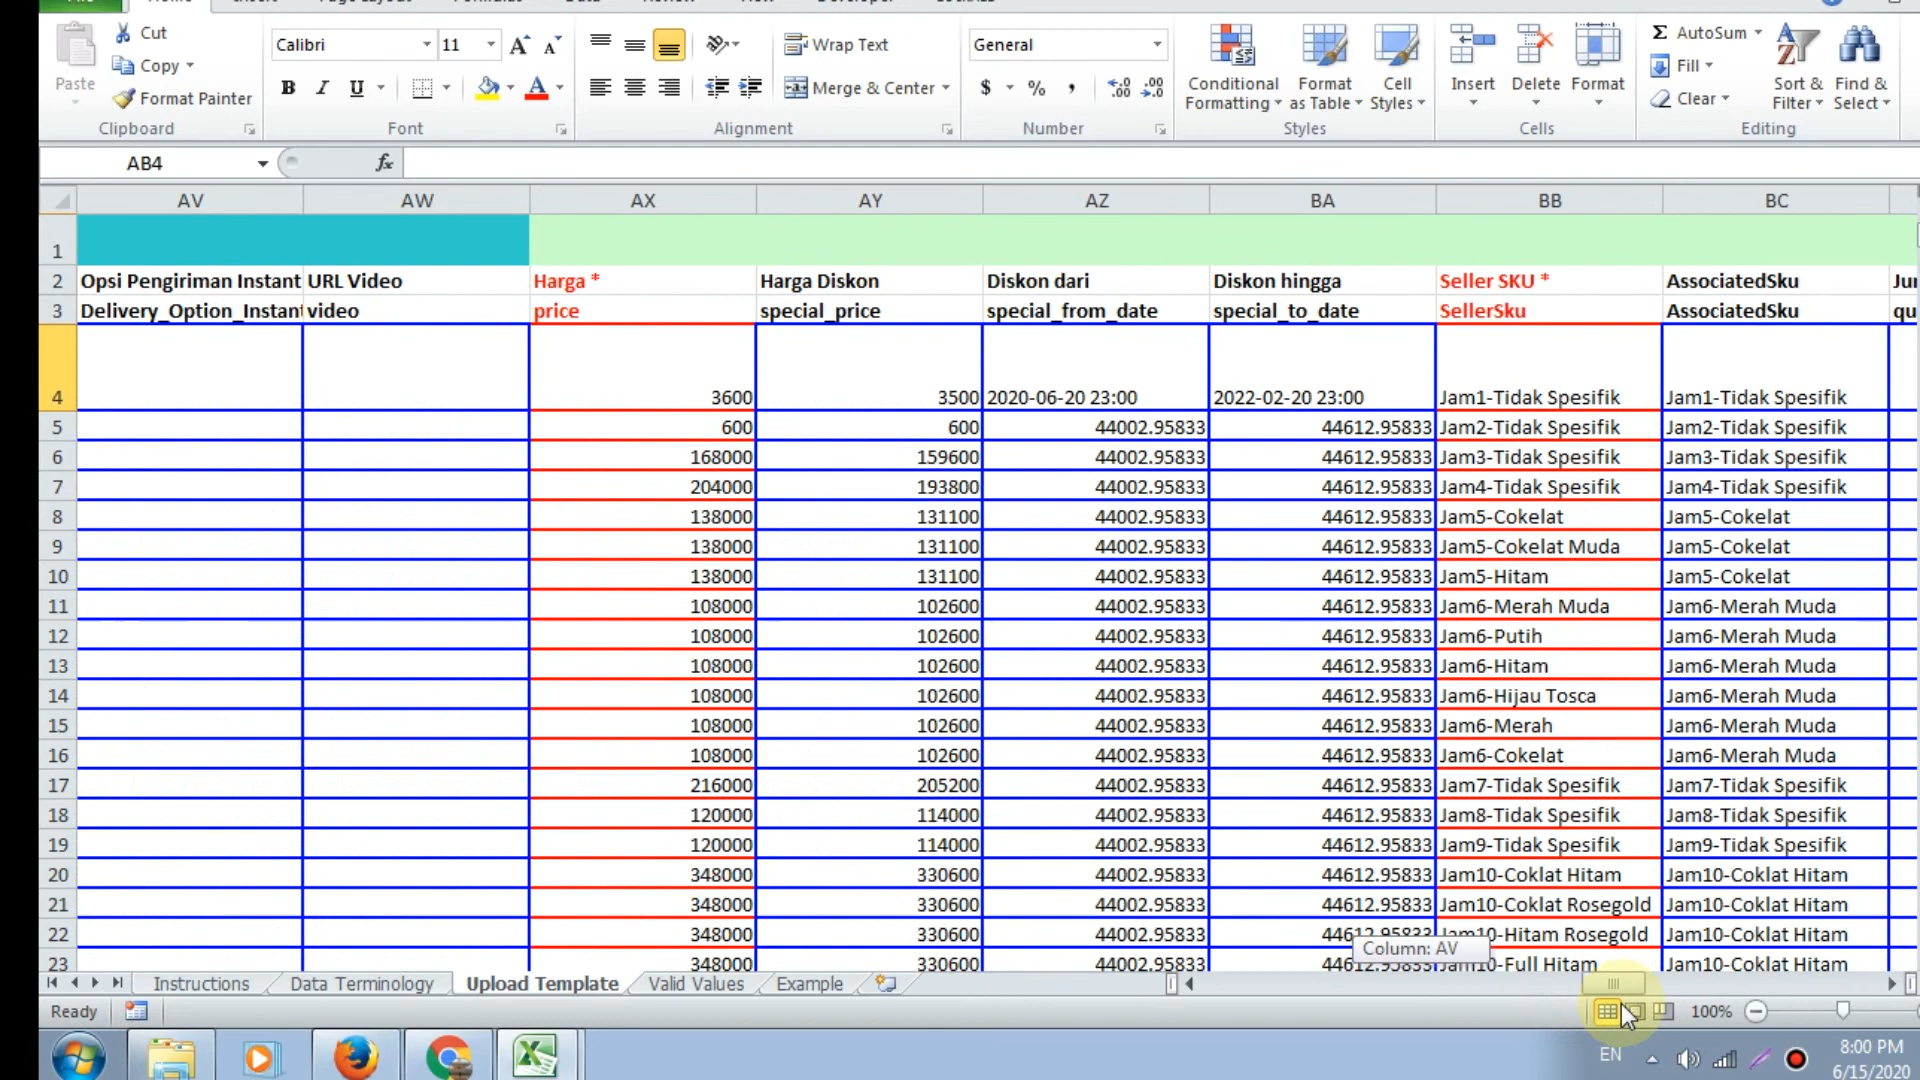 Cut
Copy
Format Painter
Paste
Clipboard
Calibri 11
B I U
Font
Wrap Text
Merge & Center
Alignment
General
$ % ,
Number
Conditional Formatting
Format as Table
Cell Styles
Styles
Insert Delete Format
Cells
Σ AutoSum
Fill
Clear
Sort & Filter
Find & Select
Editing
AB4 fx
AV AW AX AY AZ BA BB BC
1
2 Opsi Pengiriman Instant URL Video Harga * Harga Diskon Diskon dari Diskon hingga Seller SKU * AssociatedSku
3 Delivery_Option_Instant video price special_price special_from_date special_to_date SellerSku AssociatedSku
4 3600 3500 2020-06-20 23:00 2022-02-20 23:00 Jam1-Tidak Spesifik Jam1-Tidak Spesifik
5 600 600 44002.95833 44612.95833 Jam2-Tidak Spesifik Jam2-Tidak Spesifik
6 168000 159600 44002.95833 44612.95833 Jam3-Tidak Spesifik Jam3-Tidak Spesifik
7 204000 193800 44002.95833 44612.95833 Jam4-Tidak Spesifik Jam4-Tidak Spesifik
8 138000 131100 44002.95833 44612.95833 Jam5-Cokelat Jam5-Cokelat
9 138000 131100 44002.95833 44612.95833 Jam5-Cokelat Muda Jam5-Cokelat
10 138000 131100 44002.95833 44612.95833 Jam5-Hitam Jam5-Cokelat
11 108000 102600 44002.95833 44612.95833 Jam6-Merah Muda Jam6-Merah Muda
12 108000 102600 44002.95833 44612.95833 Jam6-Putih Jam6-Merah Muda
13 108000 102600 44002.95833 44612.95833 Jam6-Hitam Jam6-Merah Muda
14 108000 102600 44002.95833 44612.95833 Jam6-Hijau Tosca Jam6-Merah Muda
15 108000 102600 44002.95833 44612.95833 Jam6-Merah Jam6-Merah Muda
16 108000 102600 44002.95833 44612.95833 Jam6-Cokelat Jam6-Merah Muda
17 216000 205200 44002.95833 44612.95833 Jam7-Tidak Spesifik Jam7-Tidak Spesifik
18 120000 114000 44002.95833 44612.95833 Jam8-Tidak Spesifik Jam8-Tidak Spesifik
19 120000 114000 44002.95833 44612.95833 Jam9-Tidak Spesifik Jam9-Tidak Spesifik
20 348000 330600 44002.95833 44612.95833 Jam10-Coklat Hitam Jam10-Coklat Hitam
21 348000 330600 44002.95833 44612.95833 Jam10-Coklat Rosegold Jam10-Coklat Hitam
22 348000 330600 44002.95833 44612.95833 Jam10-Hitam Rosegold Jam10-Coklat Hitam
Column: AV
23 348000 330600 44002.95833 Jam10-Full Hitam Jam10-Coklat Hitam
Instructions Data Terminology Upload Template Valid Values Example
Ready 100%
EN 8:00 PM
6/15/2020